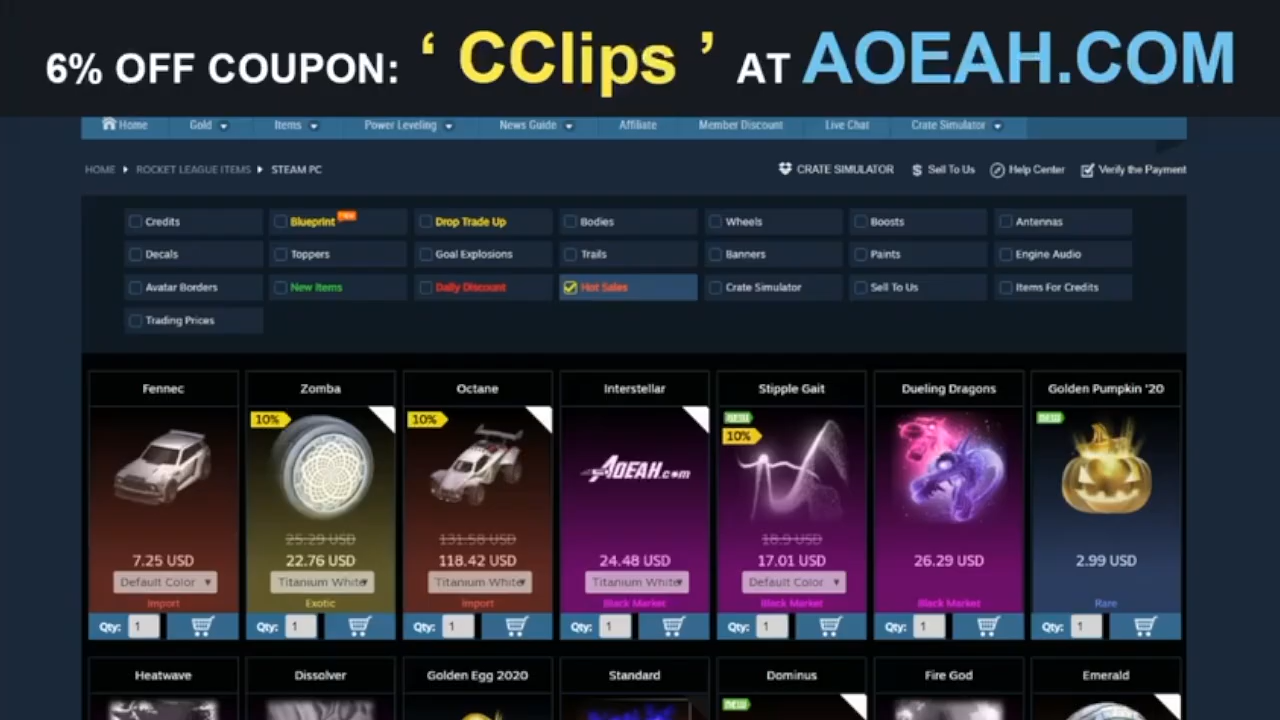 6% OFF COUPON: ‘ CClips ’ AT AOEAH.COM
Home Gold Items Power Leveling News Guide Affiliate Member Discount Live Chat Crate Simulator
HOME ROCKET LEAGUE ITEMS STEAM PC CRATE SIMULATOR $ Sell To Us Help Center Verify the Payment
Credits Blueprint Drop Trade Up Bodies Wheels Boosts Antennas
Decals Toppers Goal Explosions Trails Banners Paints Engine Audio
Avatar Borders New Items Daily Discount Hot Sales Crate Simulator Sell To Us Items For Credits
Trading Prices
Fennec Zomba Octane Interstellar Stipple Gait Dueling Dragons Golden Pumpkin '20
10% 10% new new
10%
AOEAH.com
25.29 USD 131.58 USD 18.9 USD
7.25 USD 22.76 USD 118.42 USD 24.48 USD 17.01 USD 26.29 USD 2.99 USD
Default Color Titanium White Titanium White Titanium White Default Color
Import Exotic Import Black Market Black Market Black Market Rare
Qty: 1 Qty: 1 Qty: 1 Qty: 1 Qty: 1 Qty: 1 Qty: 1
Heatwave Dissolver Golden Egg 2020 Standard Dominus Fire God Emerald
new